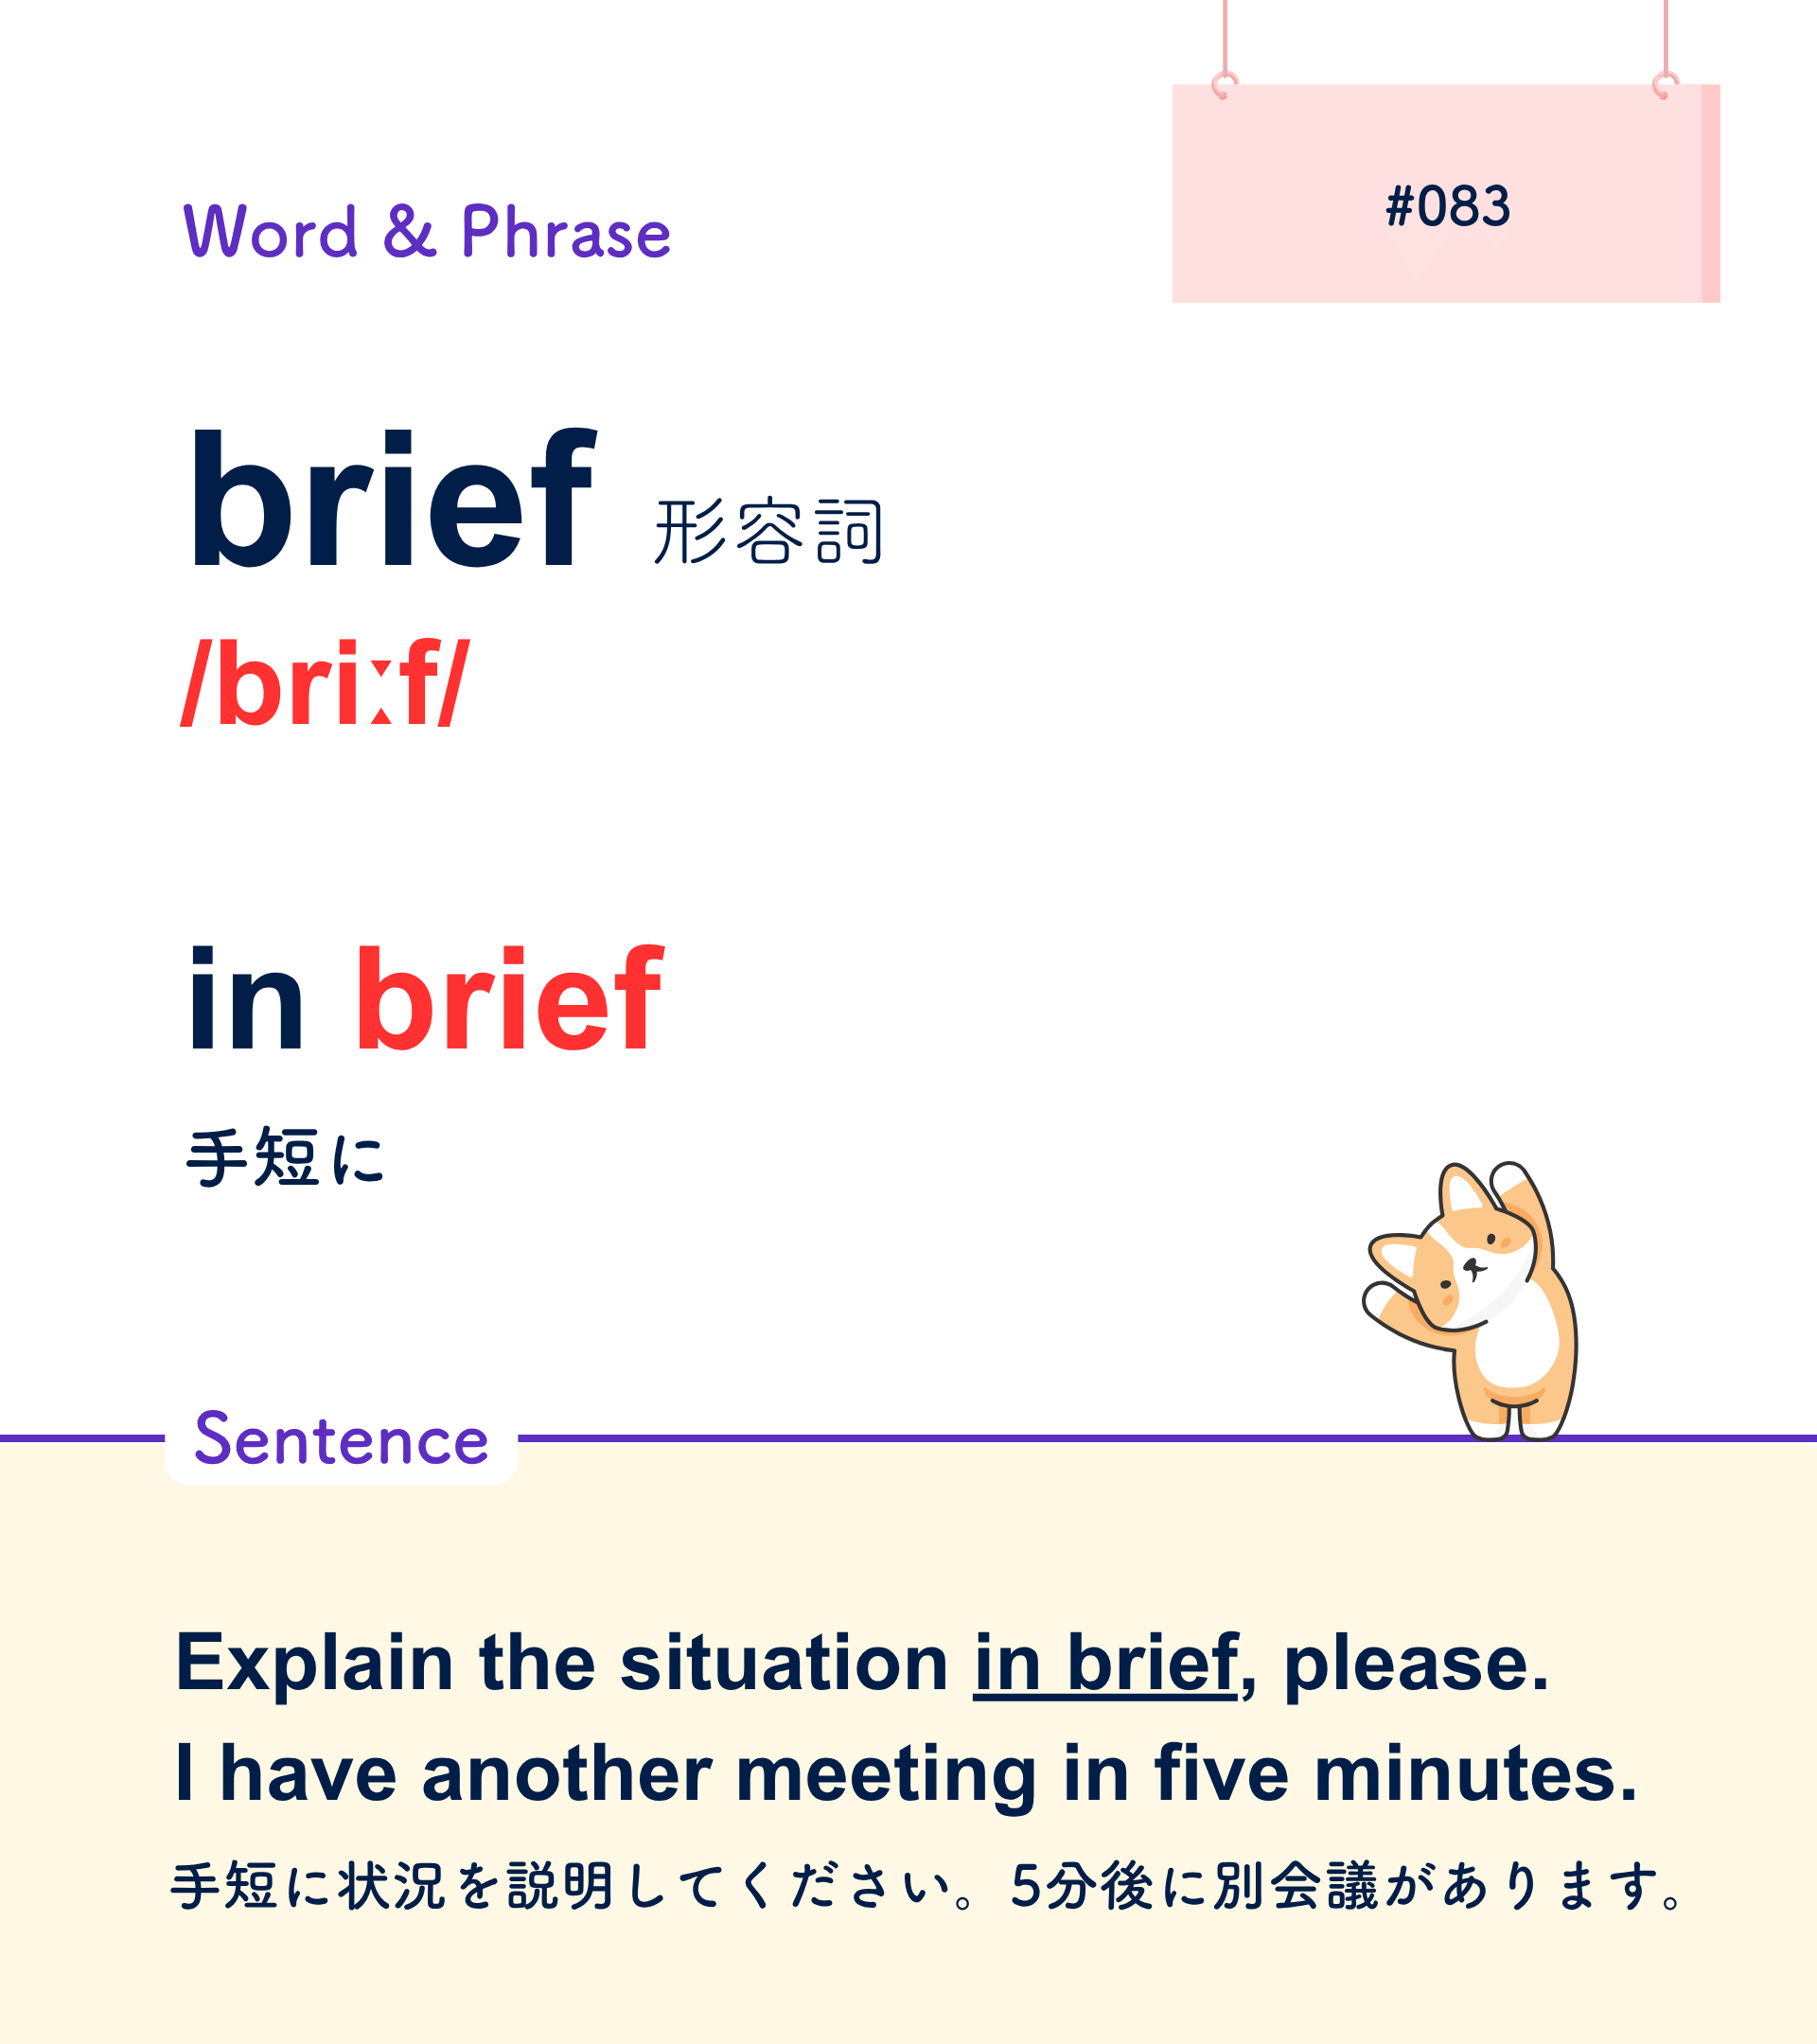 #083
Word & Phrase
brief 形容詞
/briːf/
in brief
手短に
Sentence
Explain the situation in brief, please.
I have another meeting in five minutes.
手短に状況を説明してください。5分後に別会議があります。